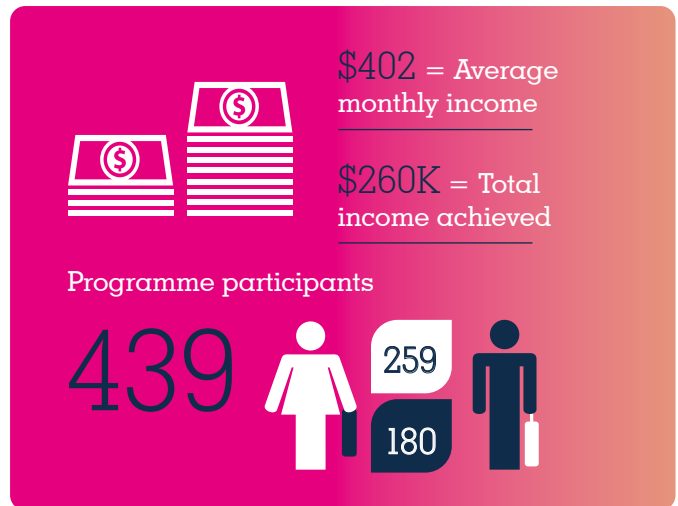 $402 = Average
monthly income
$260K = Total
income achieved
Programme participants
439
259
180